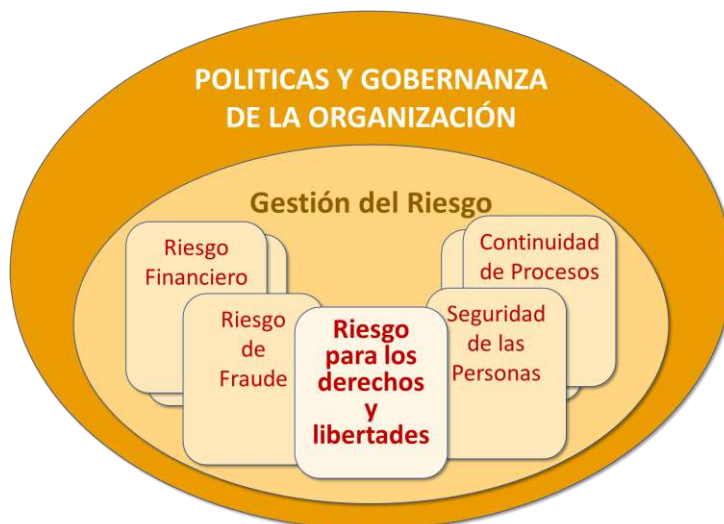 POLITICAS Y GOBERNANZA
DE LA ORGANIZACIÓN
Gestión del Riesgo
Riesgo
Financiero
Continuidad
de Procesos
Riesgo
de
Fraude
Riesgo
para los
derechos
y
libertades
Seguridad
de las
Personas